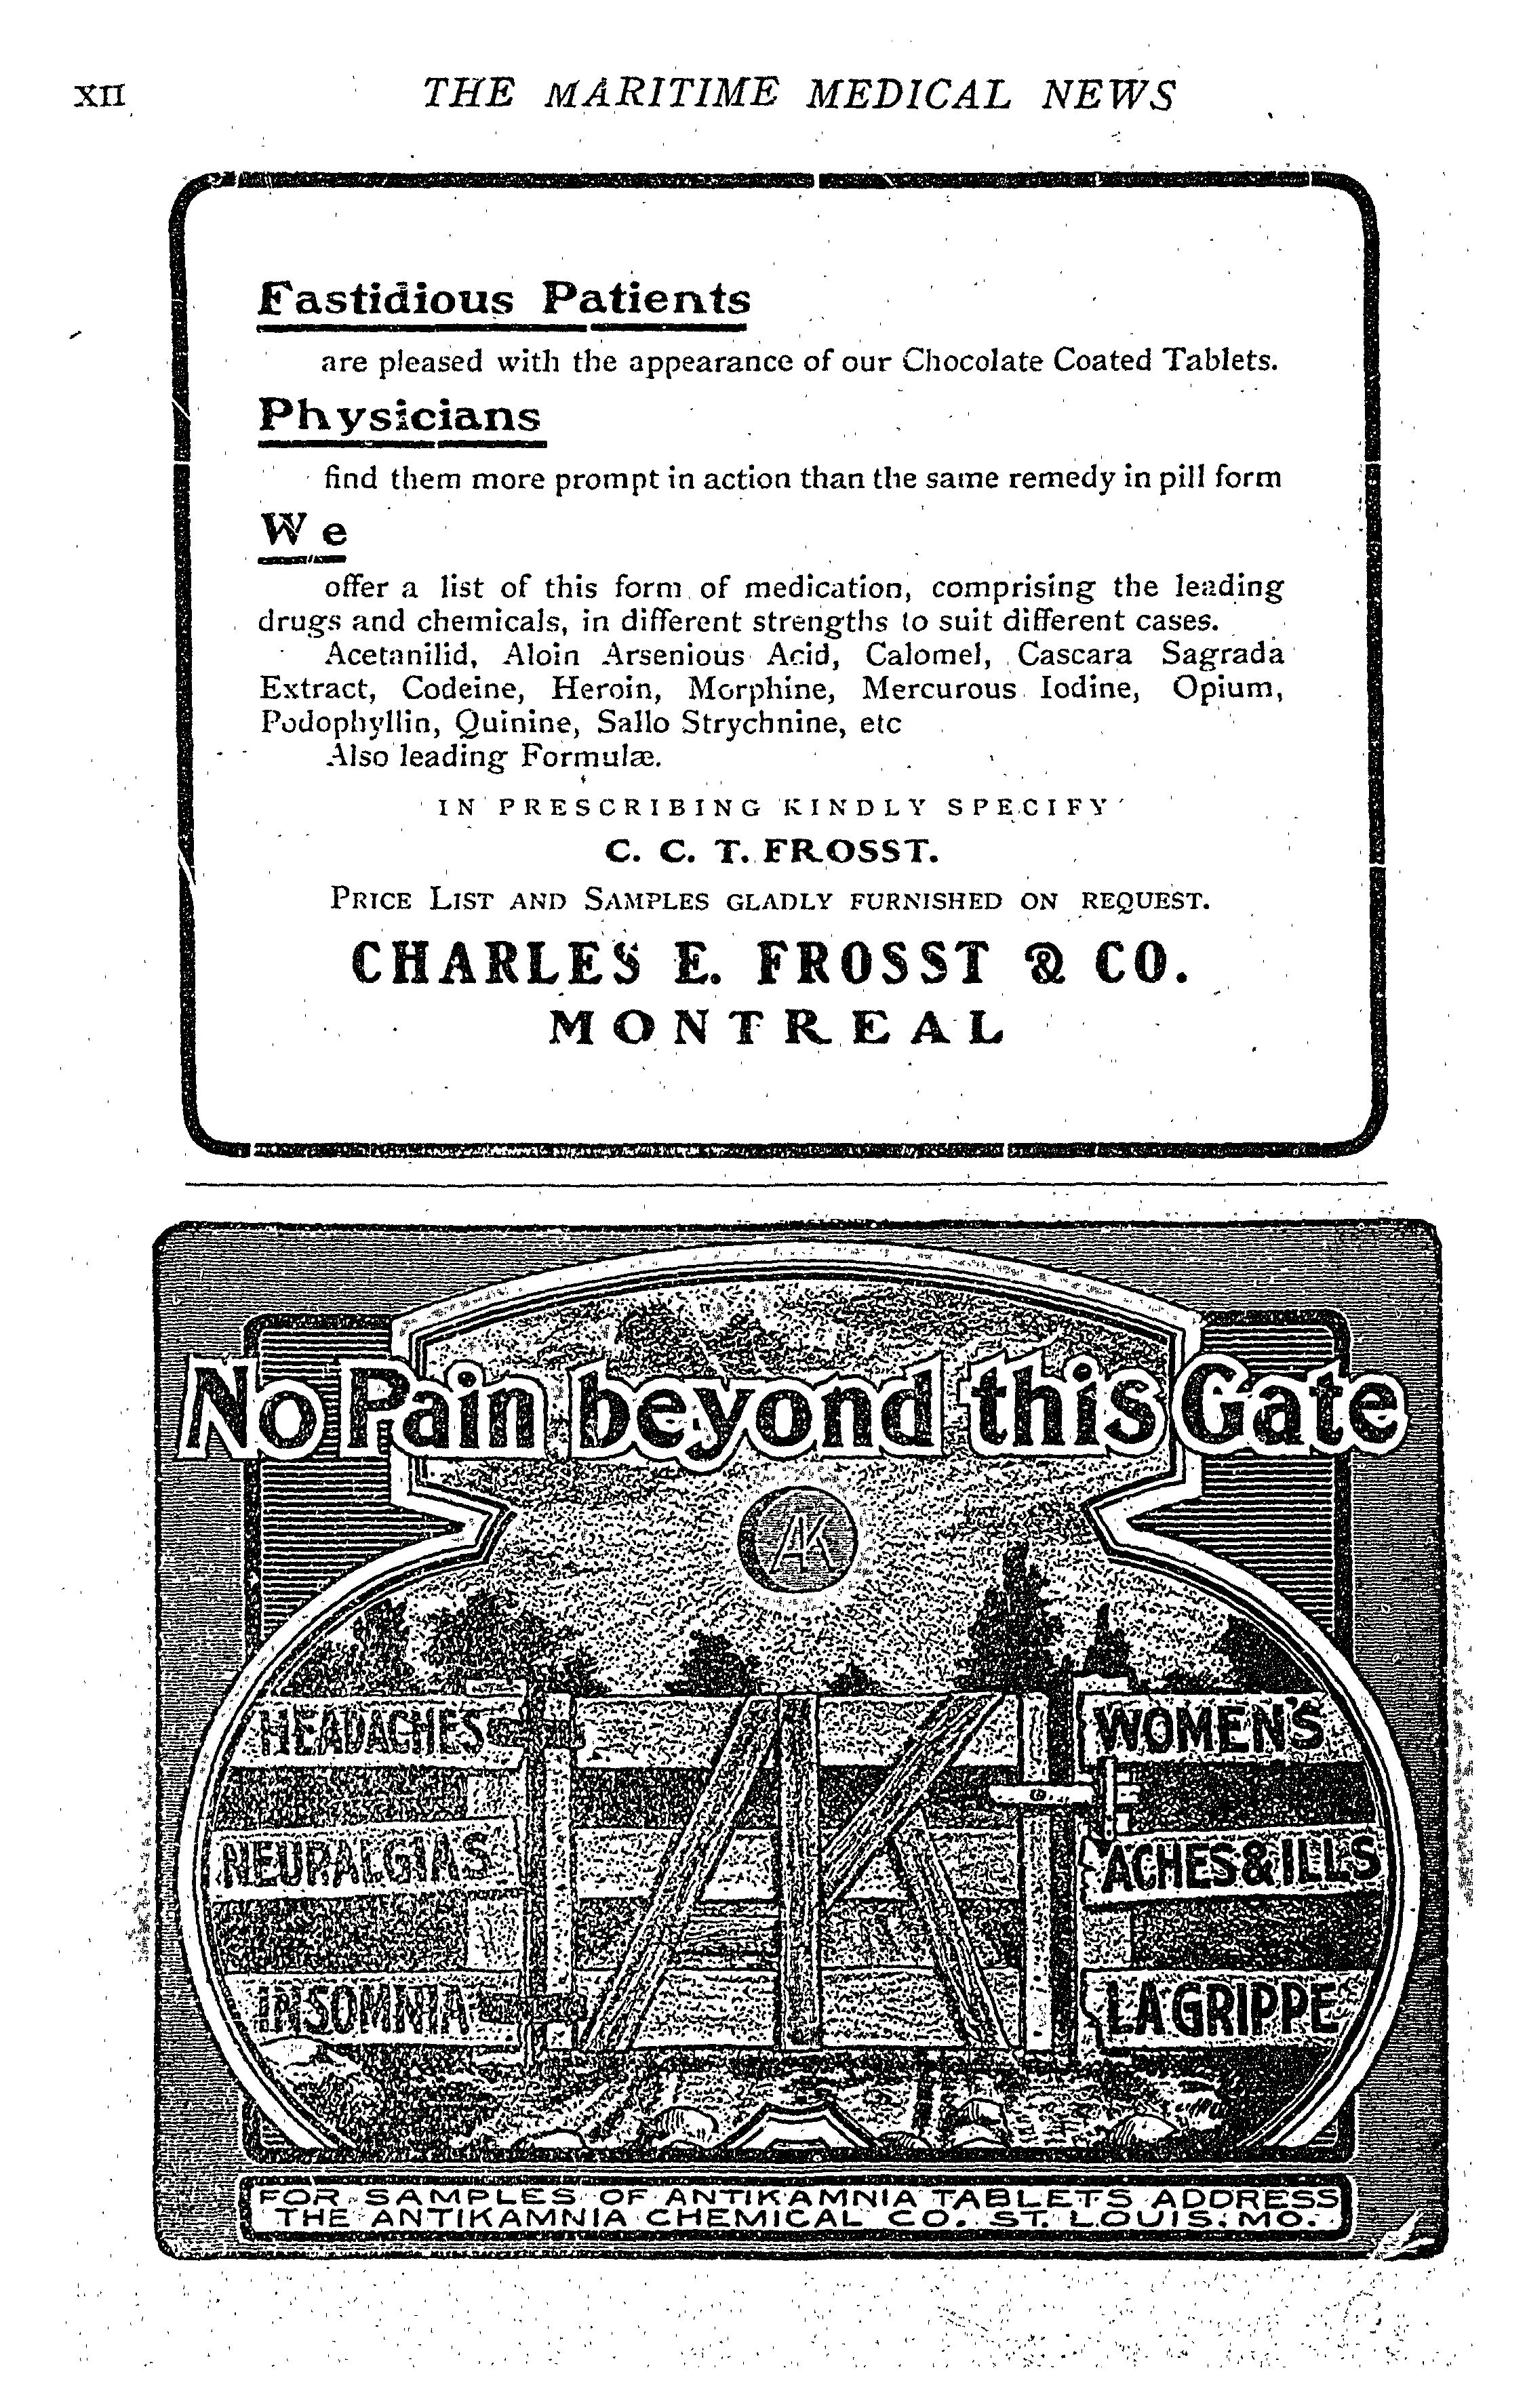 XII
THE MARITIME MEDICAL NEWS
Fastidious Patients
are pleased with the appearance of our Chocolate Coated Tablets.
Physicians
find them more prompt in action than the same remedy in pill form
We
offer a list of this form of medication, comprising the leading
drugs and chemicals, in different strengths to suit different cases.
Acetanilid, Aloin Arsenious Acid, Calomel, Cascara Sagrada
Extract, Codeine, Heroin, Morphine, Mercurous Iodine, Opium,
Podophyllin, Quinine, Sallo Strychnine, etc
Also leading Formulæ.
IN PRESCRIBING KINDLY SPECIFY
C. C. T. FROSST.
PRICE LIST AND SAMPLES GLADLY FURNISHED ON REQUEST.
CHARLES E. FROSST & CO.
MONTREAL
No Pain beyond this Gate
AK
HEADACHES
NEURALGIAS
INSOMNIA
AK
WOMEN'S
ACHES & ILLS
LA GRIPPE
FOR SAMPLES OF ANTIKAMNIA TABLETS ADDRESS
THE ANTIKAMNIA CHEMICAL CO. ST. LOUIS, MO.